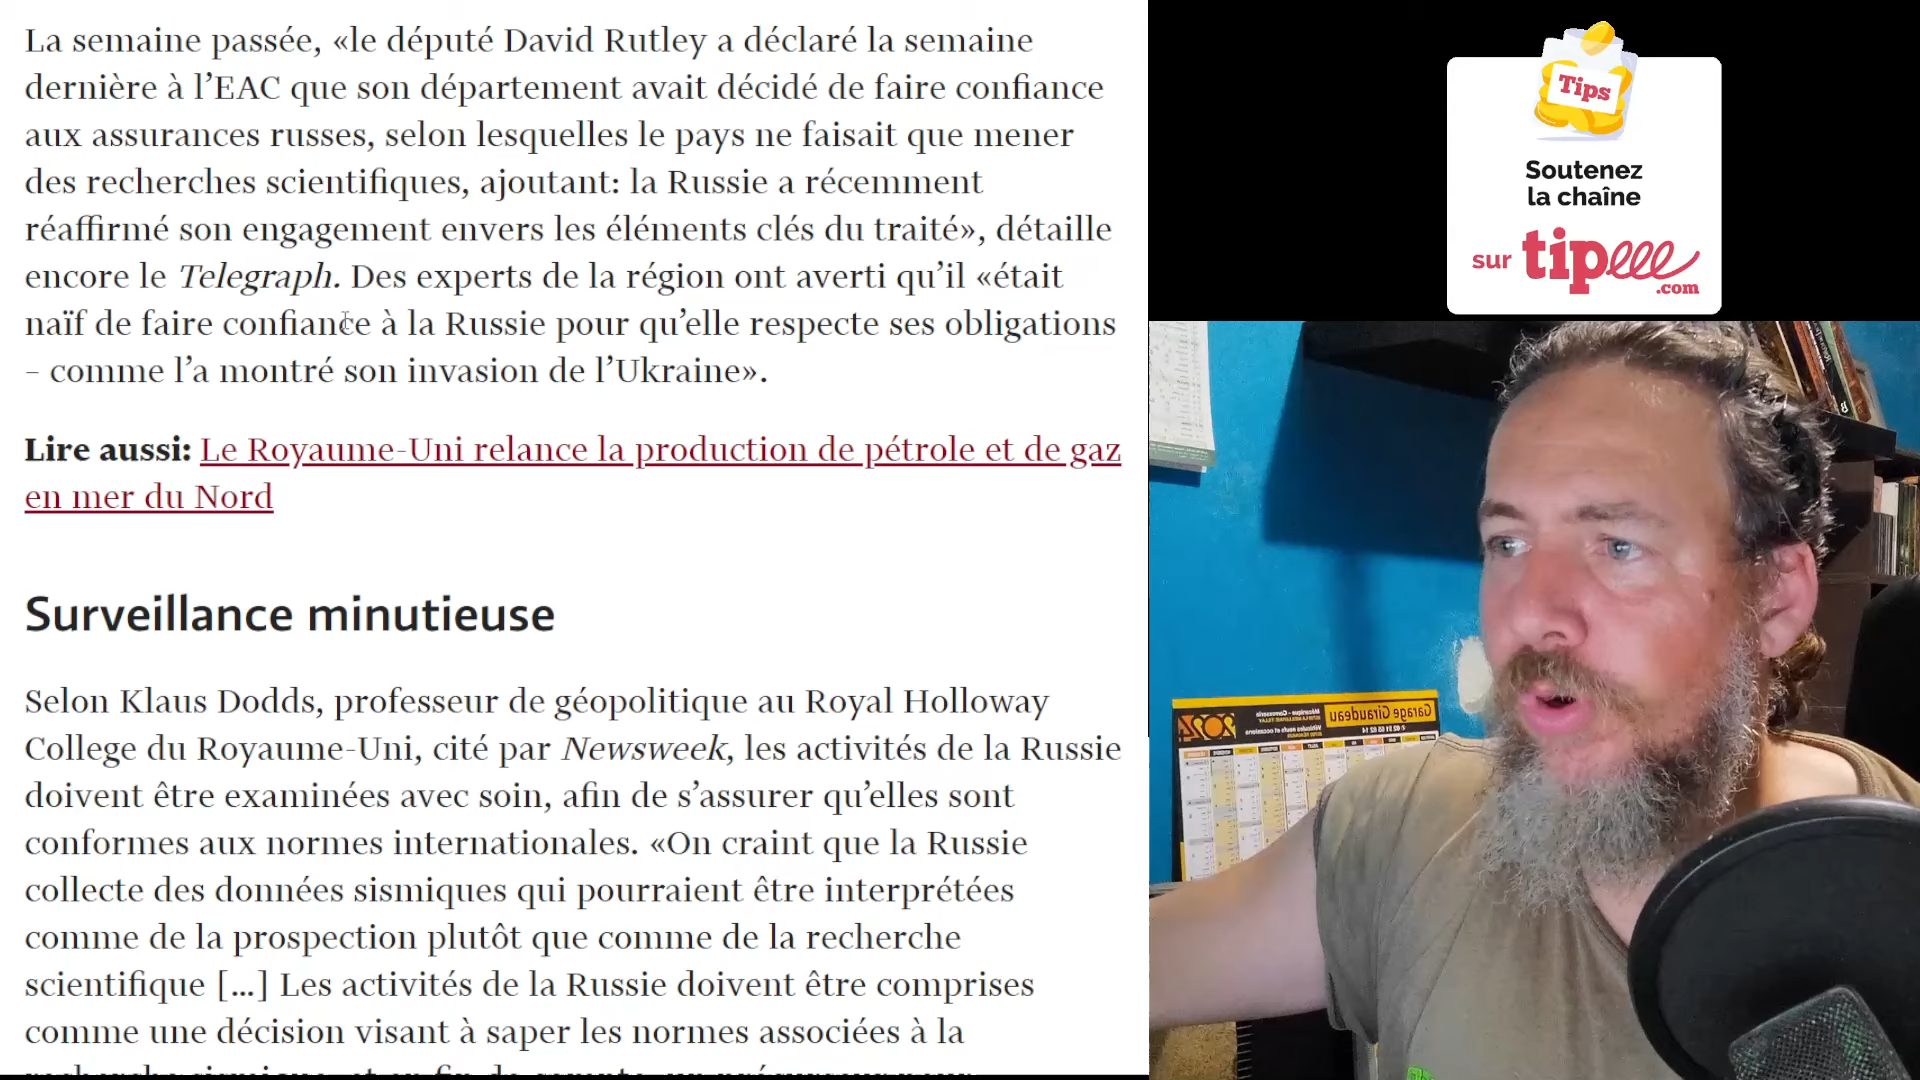 La semaine passée, «le député David Rutley a déclaré la semaine
dernière à l’EAC que son département avait décidé de faire confiance
aux assurances russes, selon lesquelles le pays ne faisait que mener
des recherches scientifiques, ajoutant: la Russie a récemment
réaffirmé son engagement envers les éléments clés du traité», détaille
encore le Telegraph. Des experts de la région ont averti qu’il «était
naïf de faire confiance à la Russie pour qu’elle respecte ses obligations
– comme l’a montré son invasion de l’Ukraine».
Lire aussi: Le Royaume-Uni relance la production de pétrole et de gaz
en mer du Nord
Surveillance minutieuse
Selon Klaus Dodds, professeur de géopolitique au Royal Holloway
College du Royaume-Uni, cité par Newsweek, les activités de la Russie
doivent être examinées avec soin, afin de s’assurer qu’elles sont
conformes aux normes internationales. «On craint que la Russie
collecte des données sismiques qui pourraient être interprétées
comme de la prospection plutôt que comme de la recherche
scientifique [...] Les activités de la Russie doivent être comprises
comme une décision visant à saper les normes associées à la
Tips
Soutenez
la chaîne
sur tipeee
.com
Garage Giraudeau
2024